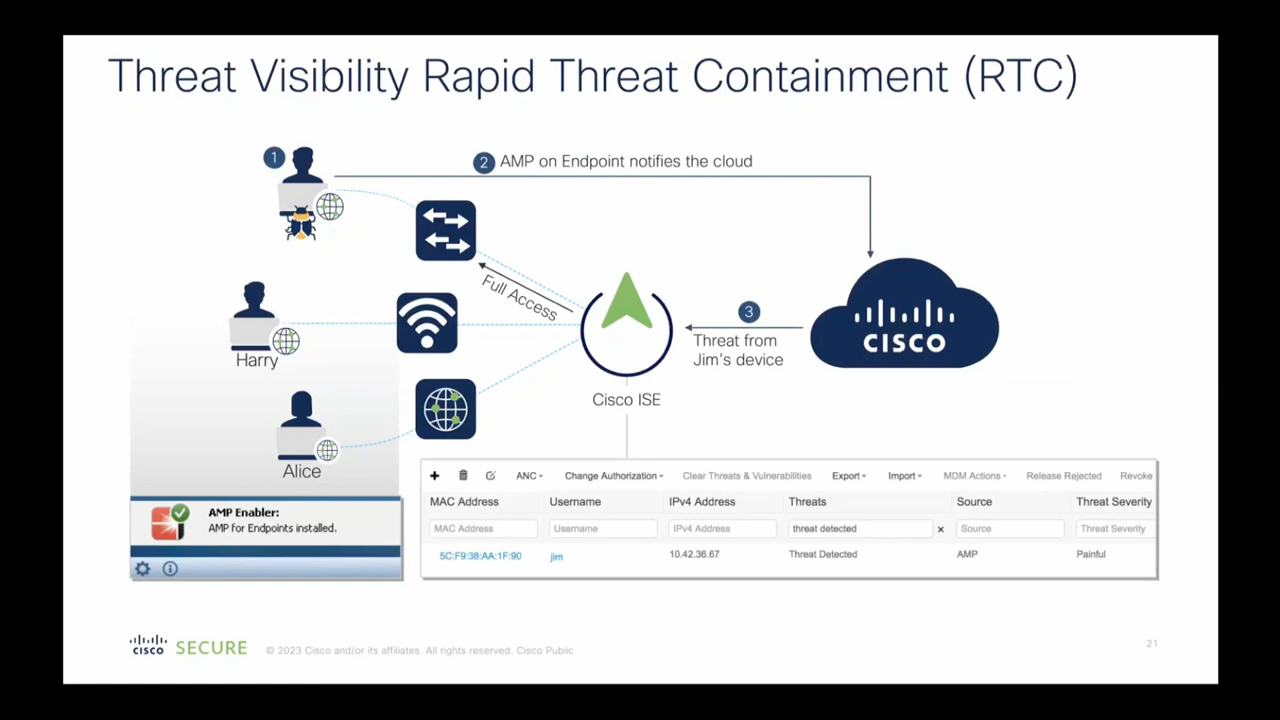 Threat Visibility Rapid Threat Containment (RTC)
1
2 AMP on Endpoint notifies the cloud
Full Access
Harry
3
Threat from
Jim's device
CISCO
Cisco ISE
Alice
AMP Enabler:
AMP for Endpoints installed.
ANC Change Authorization Clear Threats & Vulnerabilities Export Import MDM Actions Release Rejected Revoke
MAC Address Username IPv4 Address Threats Source Threat Severity
MAC Address Username IPv4 Address threat detected x Source Threat Severity
5C:F9:38:AA:1F:90 jim 10.42.36.67 Threat Detected AMP Painful
CISCO SECURE © 2023 Cisco and/or its affiliates. All rights reserved. Cisco Public
21